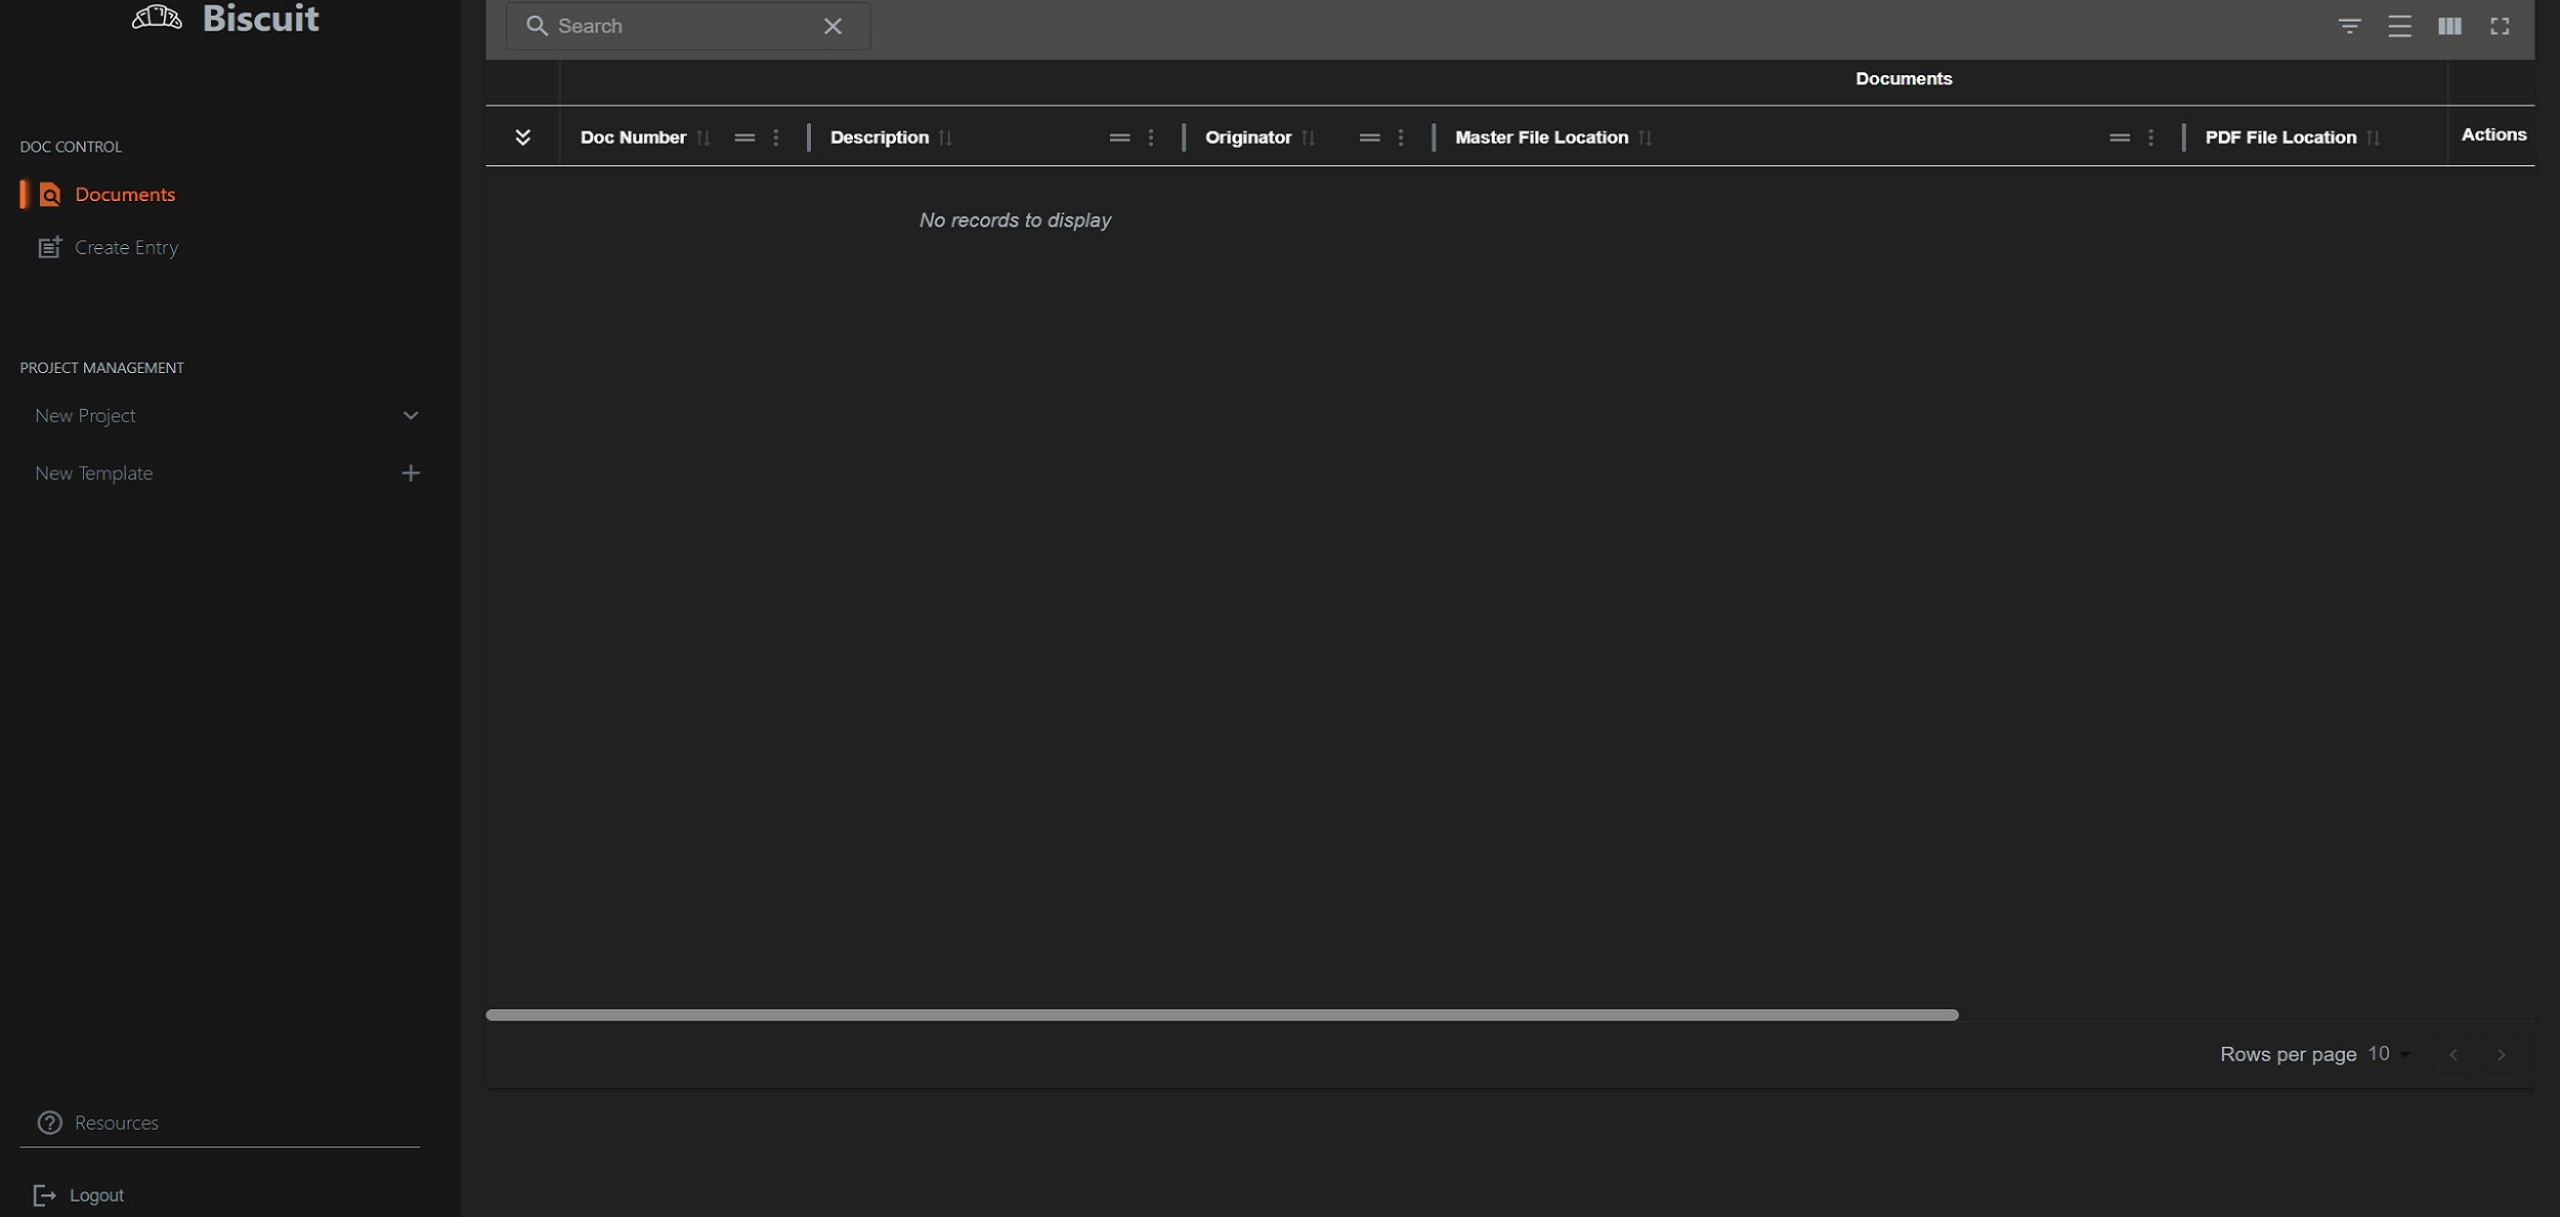 Biscuit
DOC CONTROL
Documents
Create Entry
PROJECT MANAGEMENT
New Project
New Template
Resources
Logout
Search
Documents
Doc Number Description Originator Master File Location PDF File Location Actions
No records to display
Rows per page 10